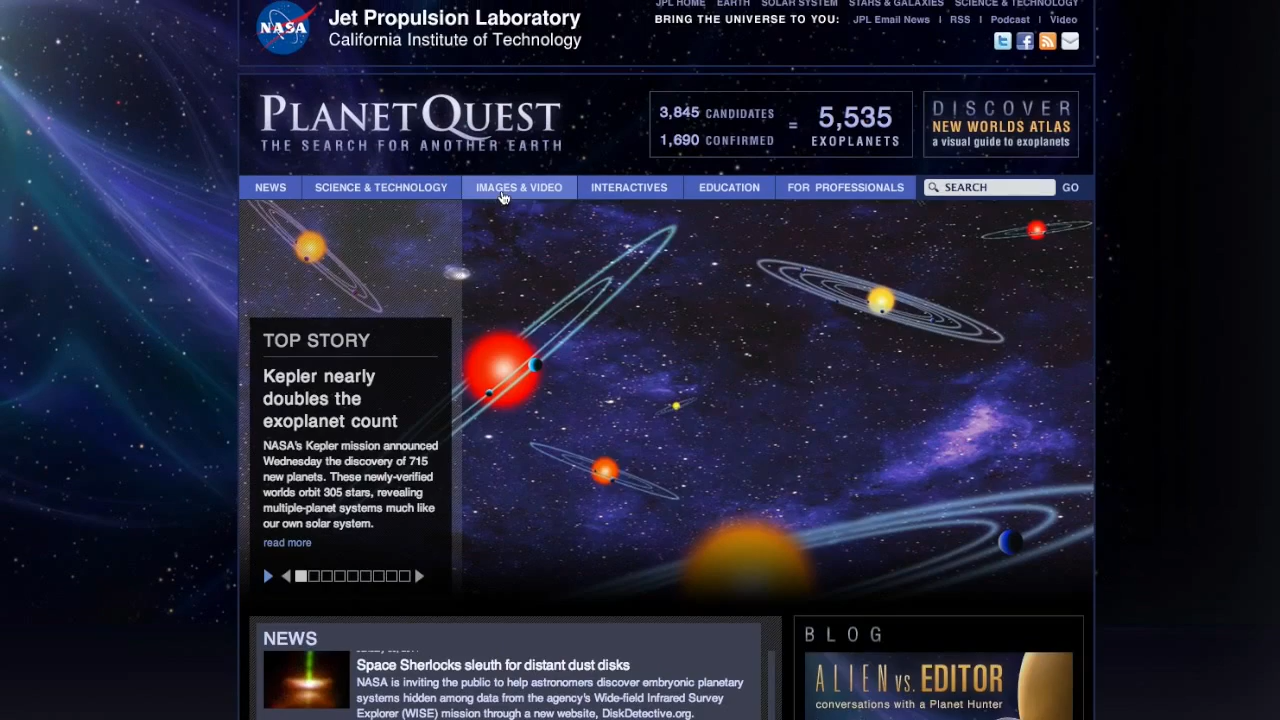 JPL HOME EARTH SOLAR SYSTEM STARS & GALAXIES SCIENCE & TECHNOLOGY
NASA
Jet Propulsion Laboratory
California Institute of Technology
BRING THE UNIVERSE TO YOU: JPL Email News | RSS | Podcast | Video
PLANETQUEST
THE SEARCH FOR ANOTHER EARTH
3,845 CANDIDATES
1,690 CONFIRMED
= 5,535
EXOPLANETS
DISCOVER
NEW WORLDS ATLAS
a visual guide to exoplanets
NEWS SCIENCE & TECHNOLOGY IMAGES & VIDEO INTERACTIVES EDUCATION FOR PROFESSIONALS SEARCH GO
TOP STORY
Kepler nearly
doubles the
exoplanet count
NASA's Kepler mission announced
Wednesday the discovery of 715
new planets. These newly-verified
worlds orbit 305 stars, revealing
multiple-planet systems much like
our own solar system.
read more
NEWS
Space Sherlocks sleuth for distant dust disks
NASA is inviting the public to help astronomers discover embryonic planetary
systems hidden among data from the agency's Wide-field Infrared Survey
Explorer (WISE) mission through a new website, DiskDetective.org.
BLOG
ALIEN VS. EDITOR
conversations with a Planet Hunter